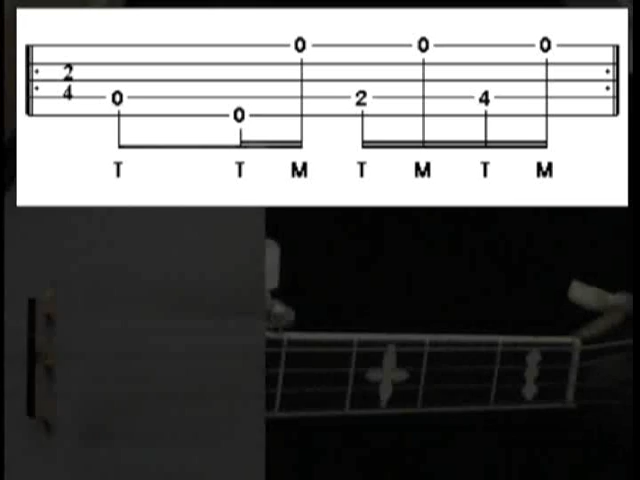 0 0 0
2
4 0 2 4
0
T T M T M T M